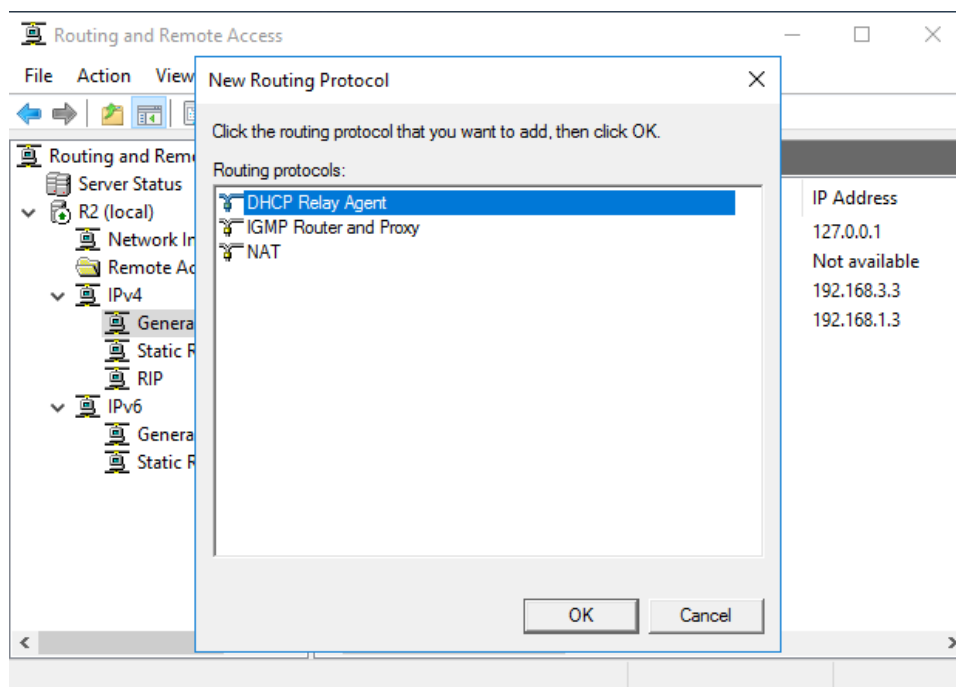 Routing and Remote Access
File Action View
New Routing Protocol
Click the routing protocol that you want to add, then click OK.
Routing protocols:
DHCP Relay Agent
IGMP Router and Proxy
NAT
OK Cancel
Routing and Remo
Server Status
R2 (local)
Network In
Remote Ac
IPv4
Genera
Static R
RIP
IPv6
Genera
Static R
IP Address
127.0.0.1
Not available
192.168.3.3
192.168.1.3